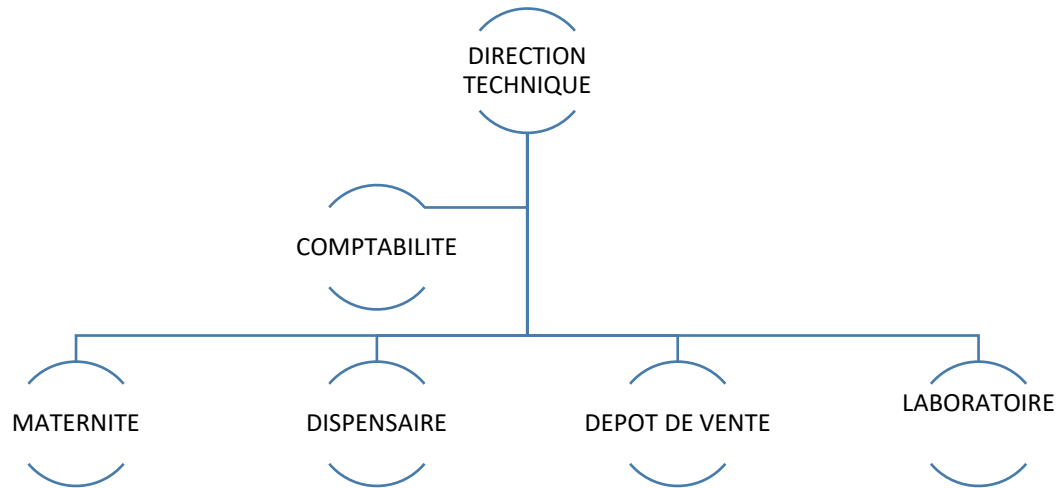 DIRECTION
TECHNIQUE
COMPTABILITE
MATERNITE
DISPENSAIRE
DEPOT DE VENTE
LABORATOIRE